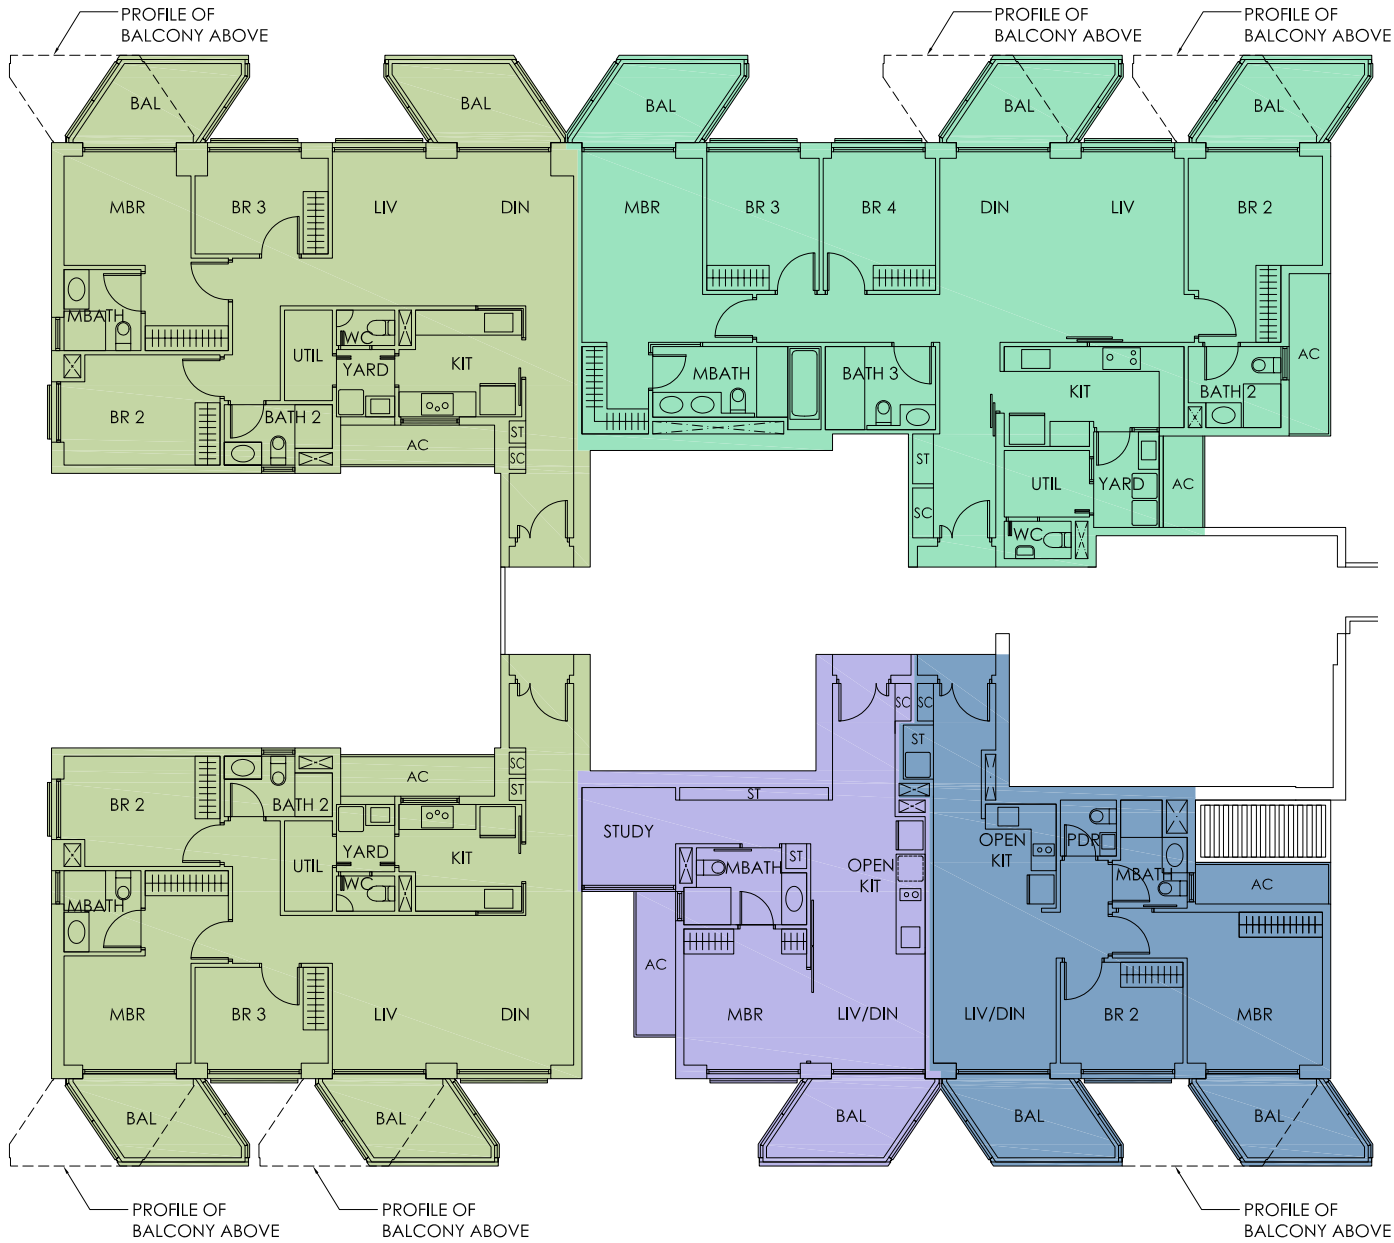 PROFILE OF
BALCONY ABOVE
PROFILE OF
BALCONY ABOVE
PROFILE OF
BALCONY ABOVE
BAL
BAL
BAL
BAL
BAL
MBR
BR 3
LIV
DIN
MBR
BR 3
BR 4
DIN
LIV
BR 2
MBATH
WC
UTIL
YARD
KIT
MBATH
BATH 3
KIT
BATH 2
AC
BR 2
BATH 2
AC
ST
SC
ST
SC
UTIL
YARD
AC
WC
SC
SC
ST
SC
ST
AC
BR 2
BATH 2
ST
STUDY
UTIL
YARD
KIT
MBATH
ST
OPEN
KIT
OPEN
KIT
PDR
MBATH
AC
MBATH
WC
AC
MBR
BR 3
LIV
DIN
MBR
LIV/DIN
LIV/DIN
BR 2
MBR
BAL
BAL
BAL
BAL
BAL
PROFILE OF
BALCONY ABOVE
PROFILE OF
BALCONY ABOVE
PROFILE OF
BALCONY ABOVE